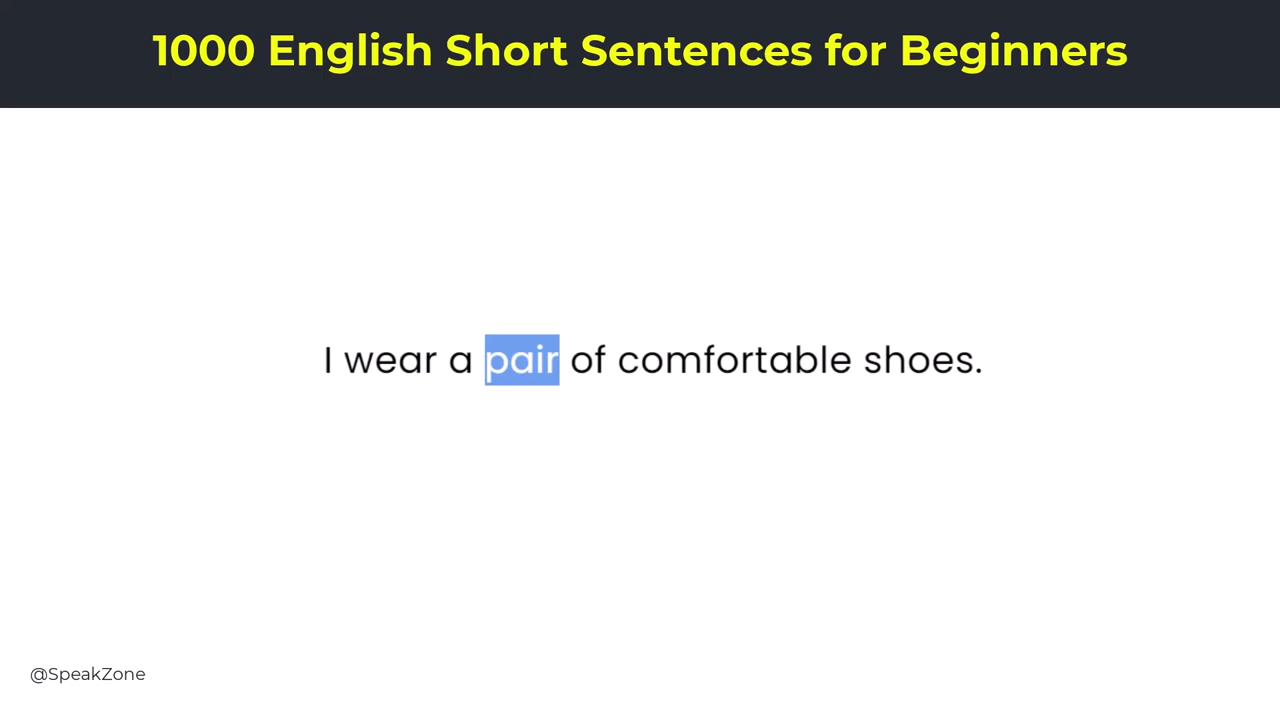 1000 English Short Sentences for Beginners
I wear a pair of comfortable shoes.
@SpeakZone